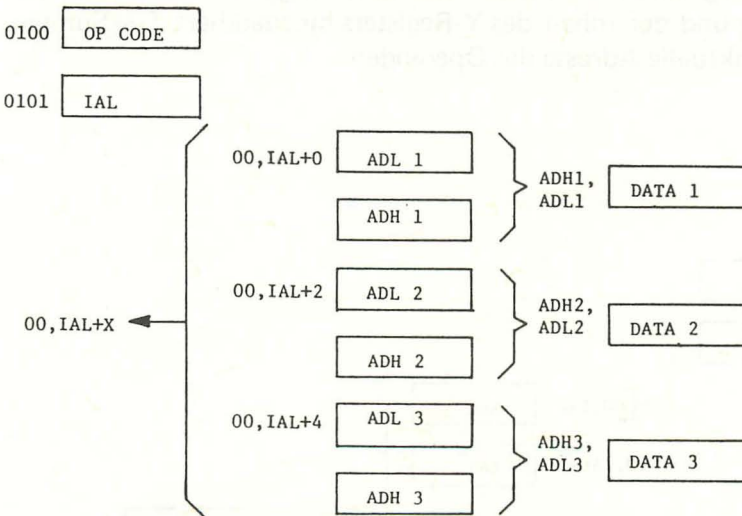 0100 OP CODE
0101 IAL
00,IAL+0 ADL 1
ADH 1
ADH1,
ADL1
DATA 1
00,IAL+2 ADL 2
ADH 2
ADH2,
ADL2
DATA 2
00,IAL+X
00,IAL+4 ADL 3
ADH 3
ADH3,
ADL3
DATA 3